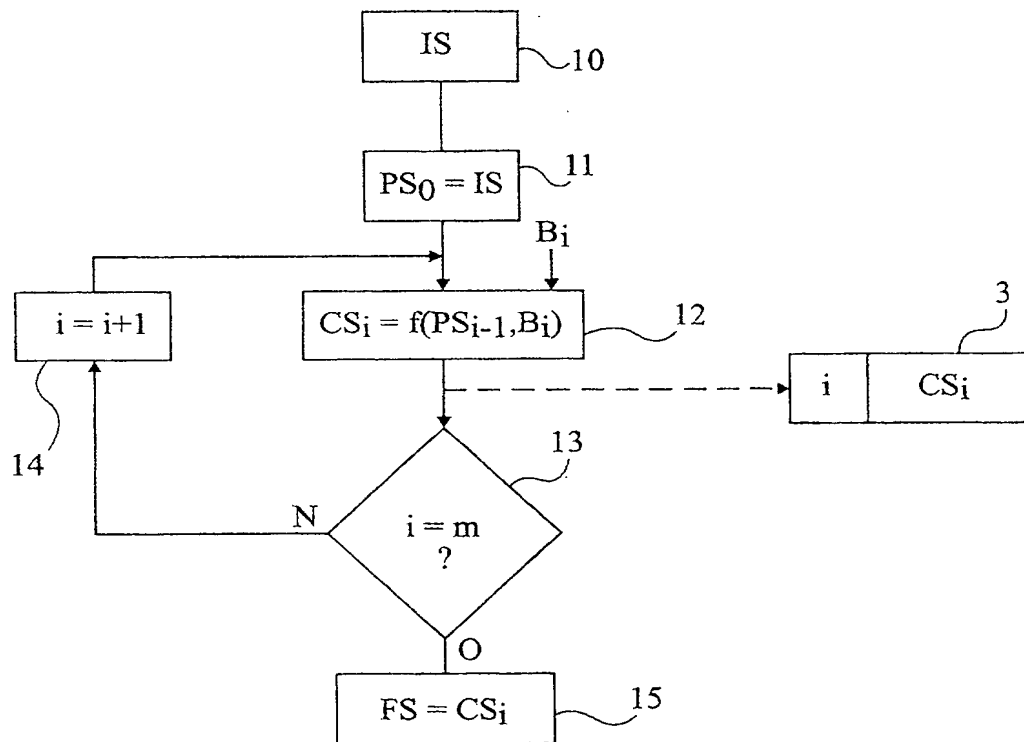 IS
10
PS0 = IS
11
Bi
i = i+1
14
CSi = f(PSi-1,Bi)
12
3
i
CSi
13
N
i = m
?
O
FS = CSi
15